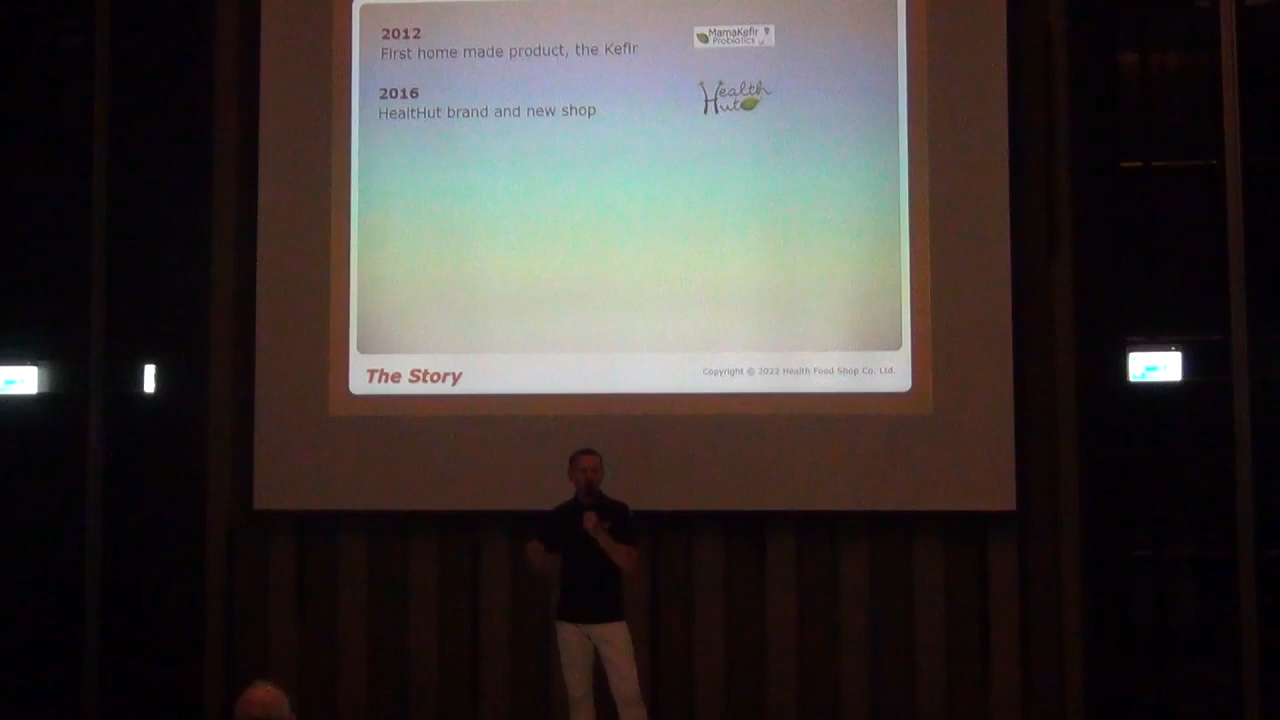 2012
First home made product, the Kefir
MamaKefir
Probiotics
2016
HealtHut brand and new shop
Health
Hut
The Story
Copyright © 2022 Health Food Shop Co. Ltd.